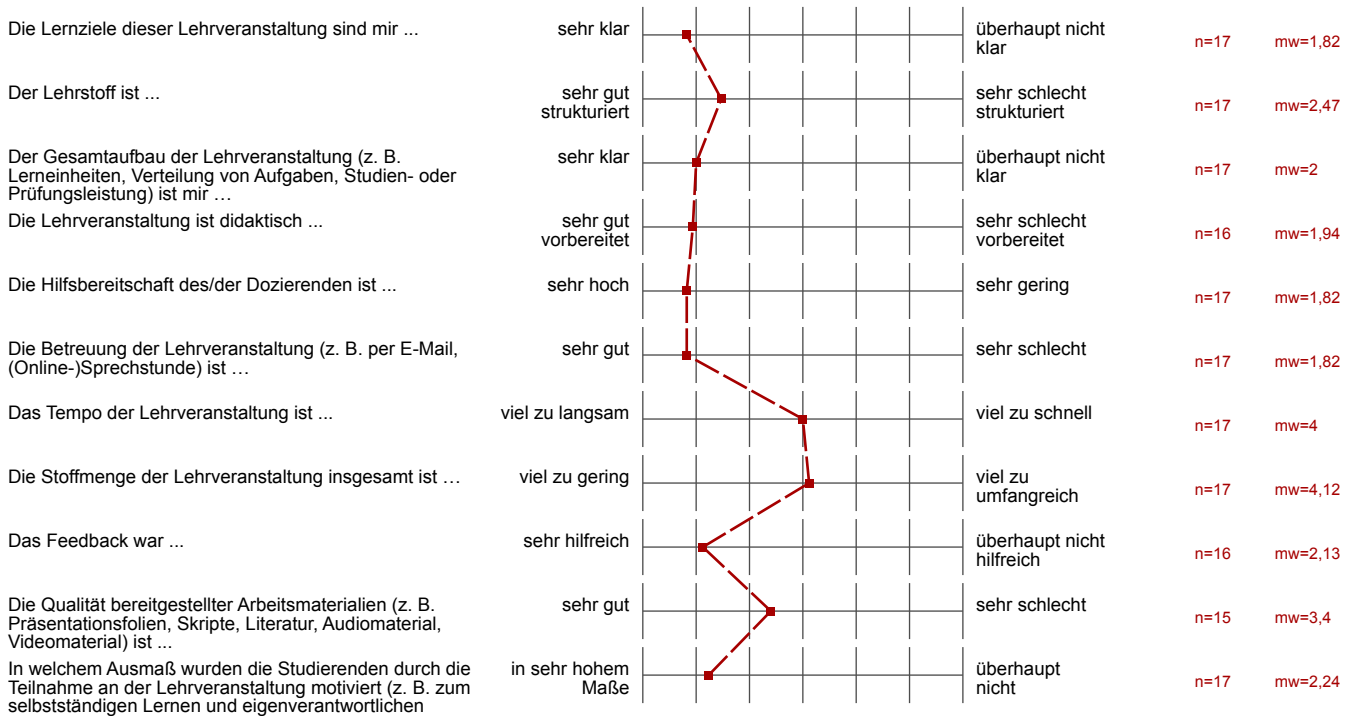 Die Lernziele dieser Lehrveranstaltung sind mir ...
sehr klar
überhaupt nicht
klar
n=17
mw=1,82
Der Lehrstoff ist ...
sehr gut
strukturiert
sehr schlecht
strukturiert
n=17
mw=2,47
Der Gesamtaufbau der Lehrveranstaltung (z. B.
Lerneinheiten, Verteilung von Aufgaben, Studien- oder
Prüfungsleistung) ist mir …
sehr klar
überhaupt nicht
klar
n=17
mw=2
Die Lehrveranstaltung ist didaktisch ...
sehr gut
vorbereitet
sehr schlecht
vorbereitet
n=16
mw=1,94
Die Hilfsbereitschaft des/der Dozierenden ist ...
sehr hoch
sehr gering
n=17
mw=1,82
Die Betreuung der Lehrveranstaltung (z. B. per E-Mail,
(Online-)Sprechstunde) ist …
sehr gut
sehr schlecht
n=17
mw=1,82
Das Tempo der Lehrveranstaltung ist ...
viel zu langsam
viel zu schnell
n=17
mw=4
Die Stoffmenge der Lehrveranstaltung insgesamt ist …
viel zu gering
viel zu
umfangreich
n=17
mw=4,12
Das Feedback war ...
sehr hilfreich
überhaupt nicht
hilfreich
n=16
mw=2,13
Die Qualität bereitgestellter Arbeitsmaterialien (z. B.
Präsentationsfolien, Skripte, Literatur, Audiomaterial,
Videomaterial) ist ...
sehr gut
sehr schlecht
n=15
mw=3,4
In welchem Ausmaß wurden die Studierenden durch die
Teilnahme an der Lehrveranstaltung motiviert (z. B. zum
selbstständigen Lernen und eigenverantwortlichen
in sehr hohem
Maße
überhaupt
nicht
n=17
mw=2,24